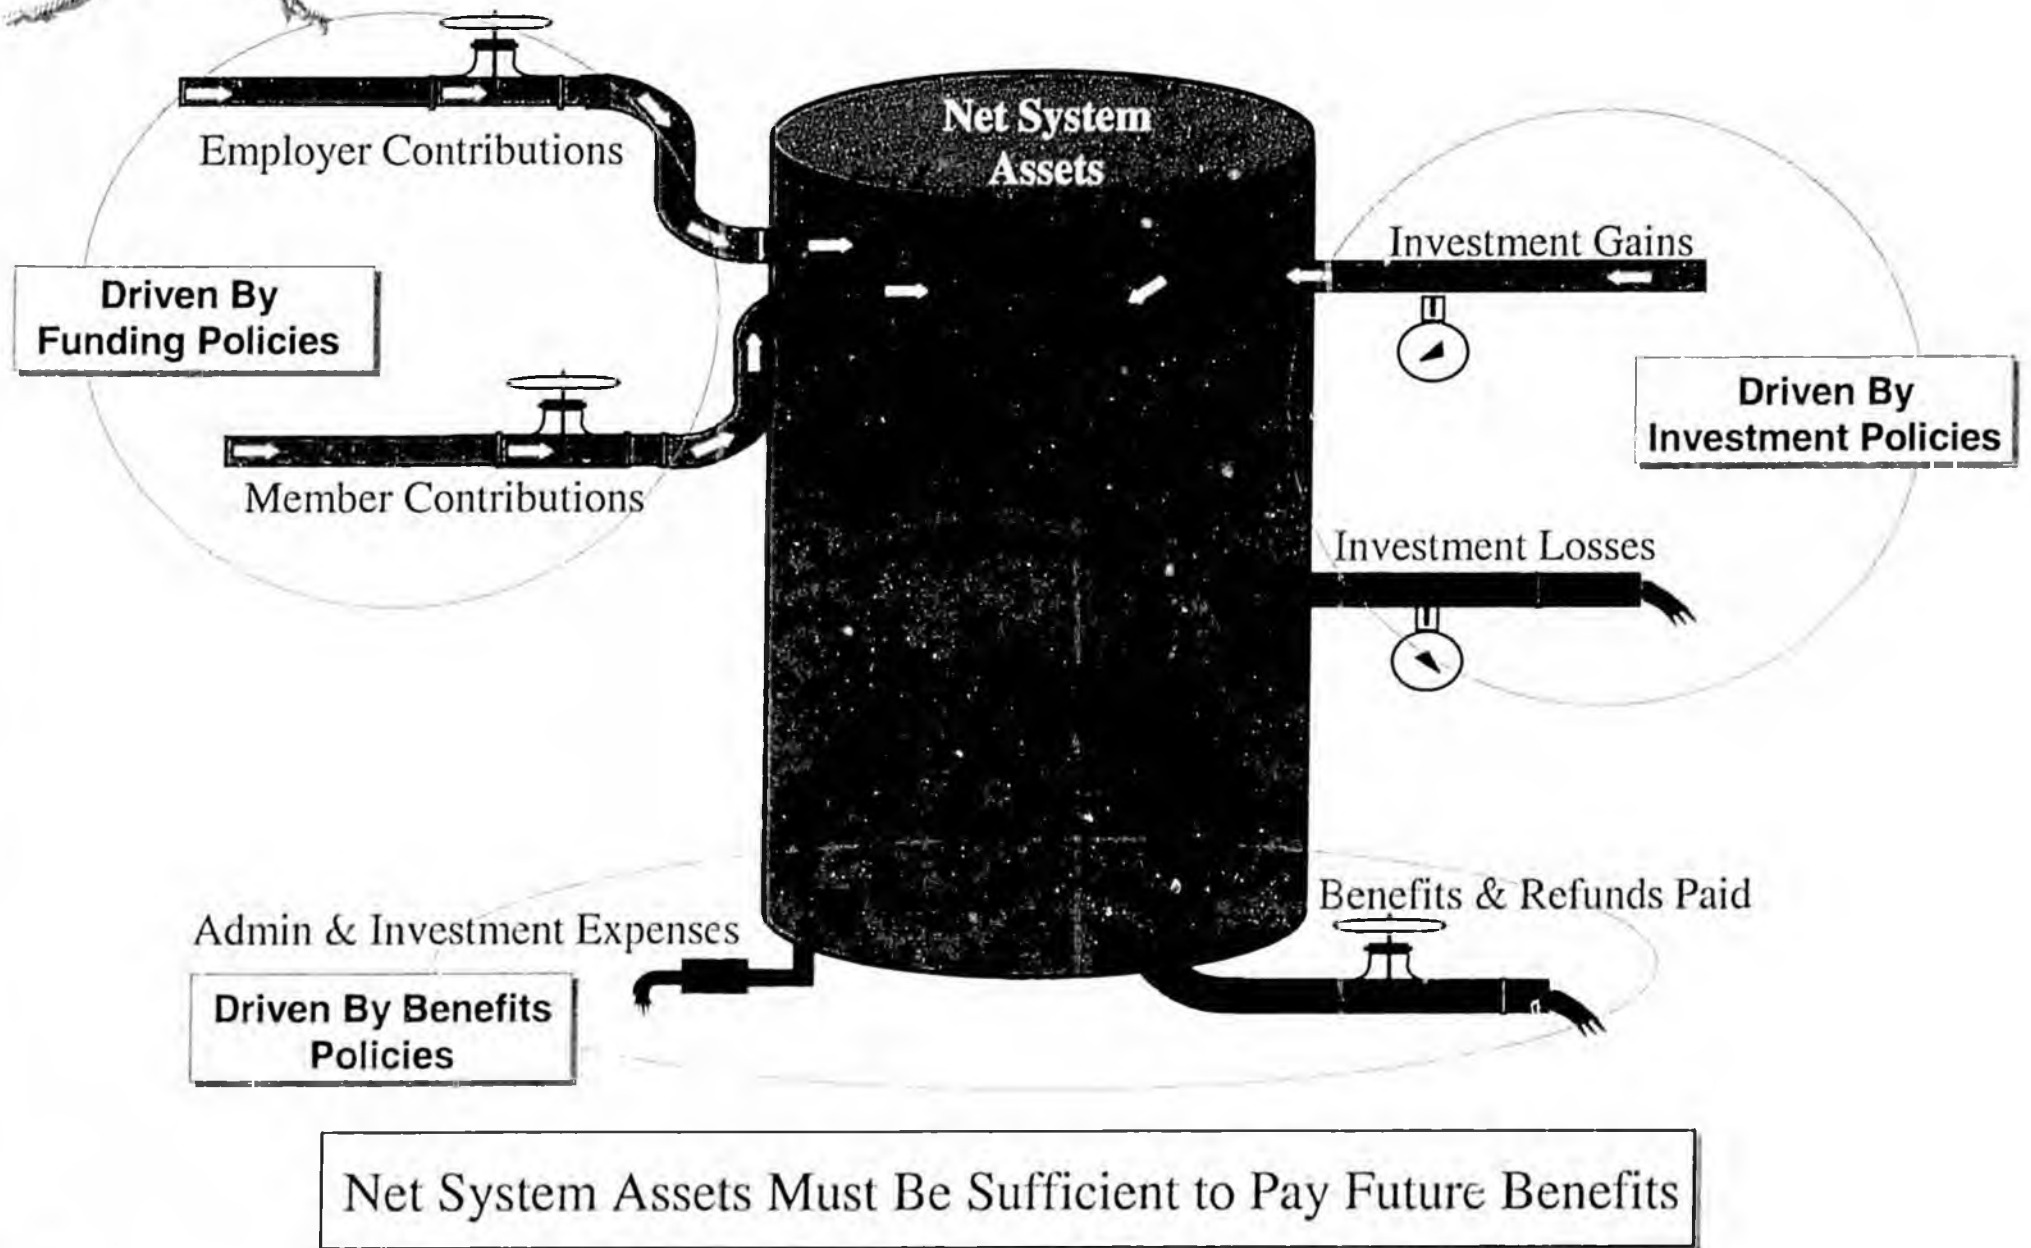 Net System
Assets
Employer Contributions
Investment Gains
Driven By
Funding Policies
Driven By
Investment Policies
Member Contributions
Investment Losses
Benefits & Refunds Paid
Admin & Investment Expenses
Driven By Benefits
Policies
Net System Assets Must Be Sufficient to Pay Future Benefits